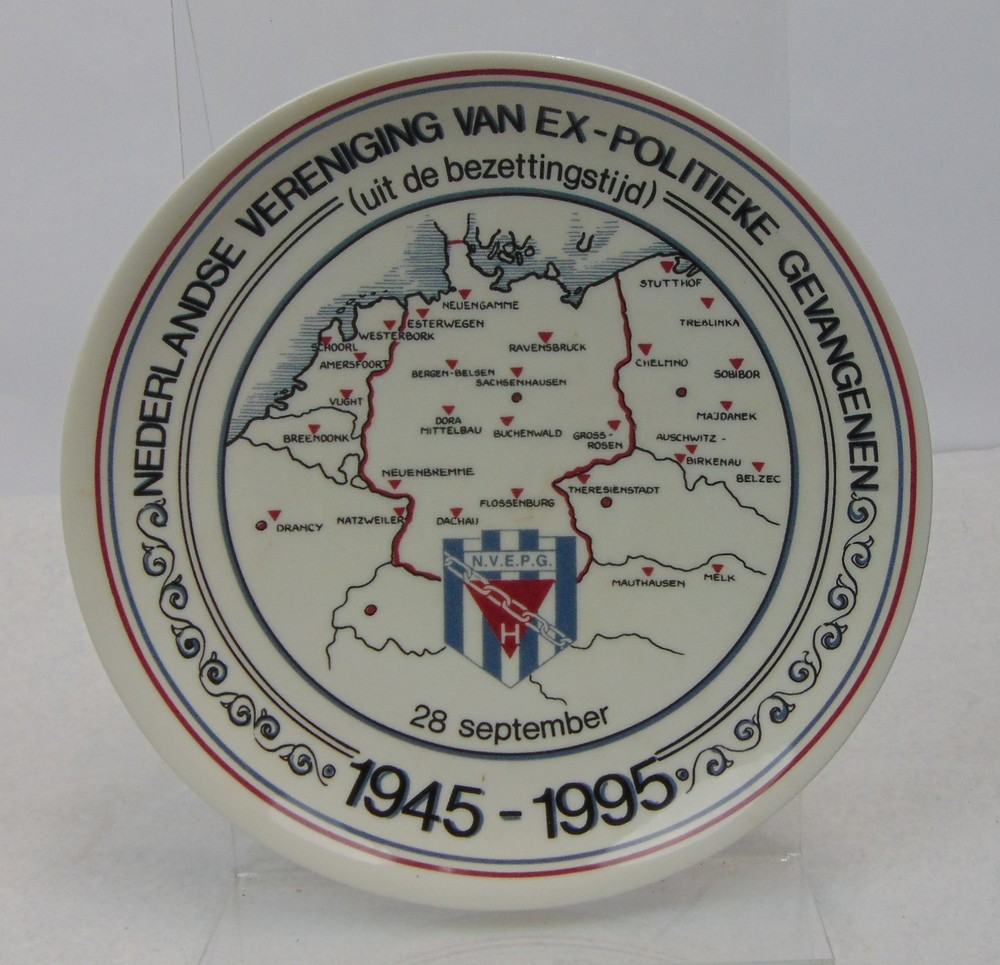 NEDERLANDSE VERENIGING VAN EX-POLITIEKE GEVANGENEN
(uit de bezettingstijd)
STUTTHOF
NEUENGAMME
TREBLINKA
ESTERWEGEN
WESTERBORK
SCHOORL
RAVENSBRUCK
AMERSFOORT
CHELMNO
BERGEN-BELSEN
SOBIBOR
SACHSENHAUSEN
VUGHT
MAJDANEK
DORA
MITTELBAU
BUCHENWALD
BREENDONK
GROSS-
ROSEN
AUSCHWITZ-
BIRKENAU
NEUENBREMME
BELZEC
THERESIENSTADT
FLOSSENBURG
DRANCY
NATZWEILER
DACHAU
N.V.E.P.G.
MAUTHAUSEN
MELK
H
28 september
1945-1995